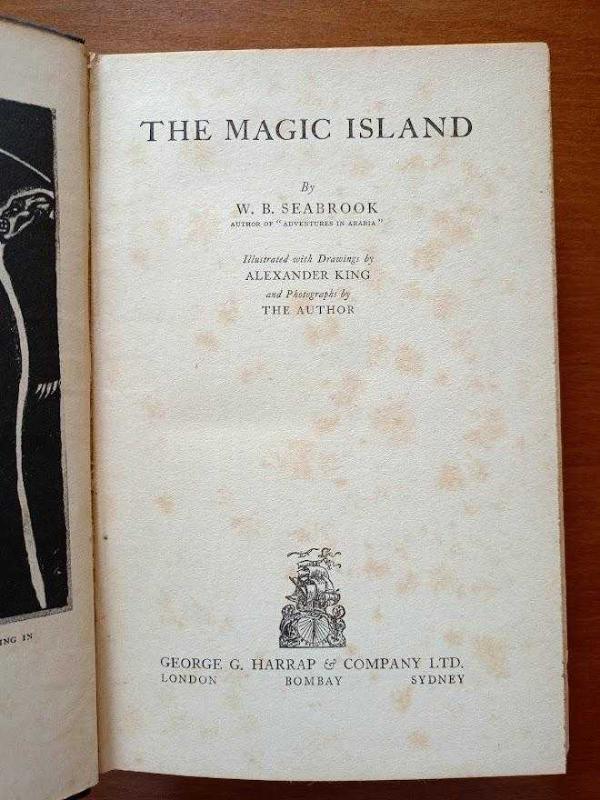 THE MAGIC ISLAND
By
W. B. SEABROOK
AUTHOR OF "ADVENTURES IN ARABIA"
Illustrated with Drawings by
ALEXANDER KING
and Photographs by
THE AUTHOR
GEORGE G. HARRAP & COMPANY LTD.
LONDON BOMBAY SYDNEY
ING IN